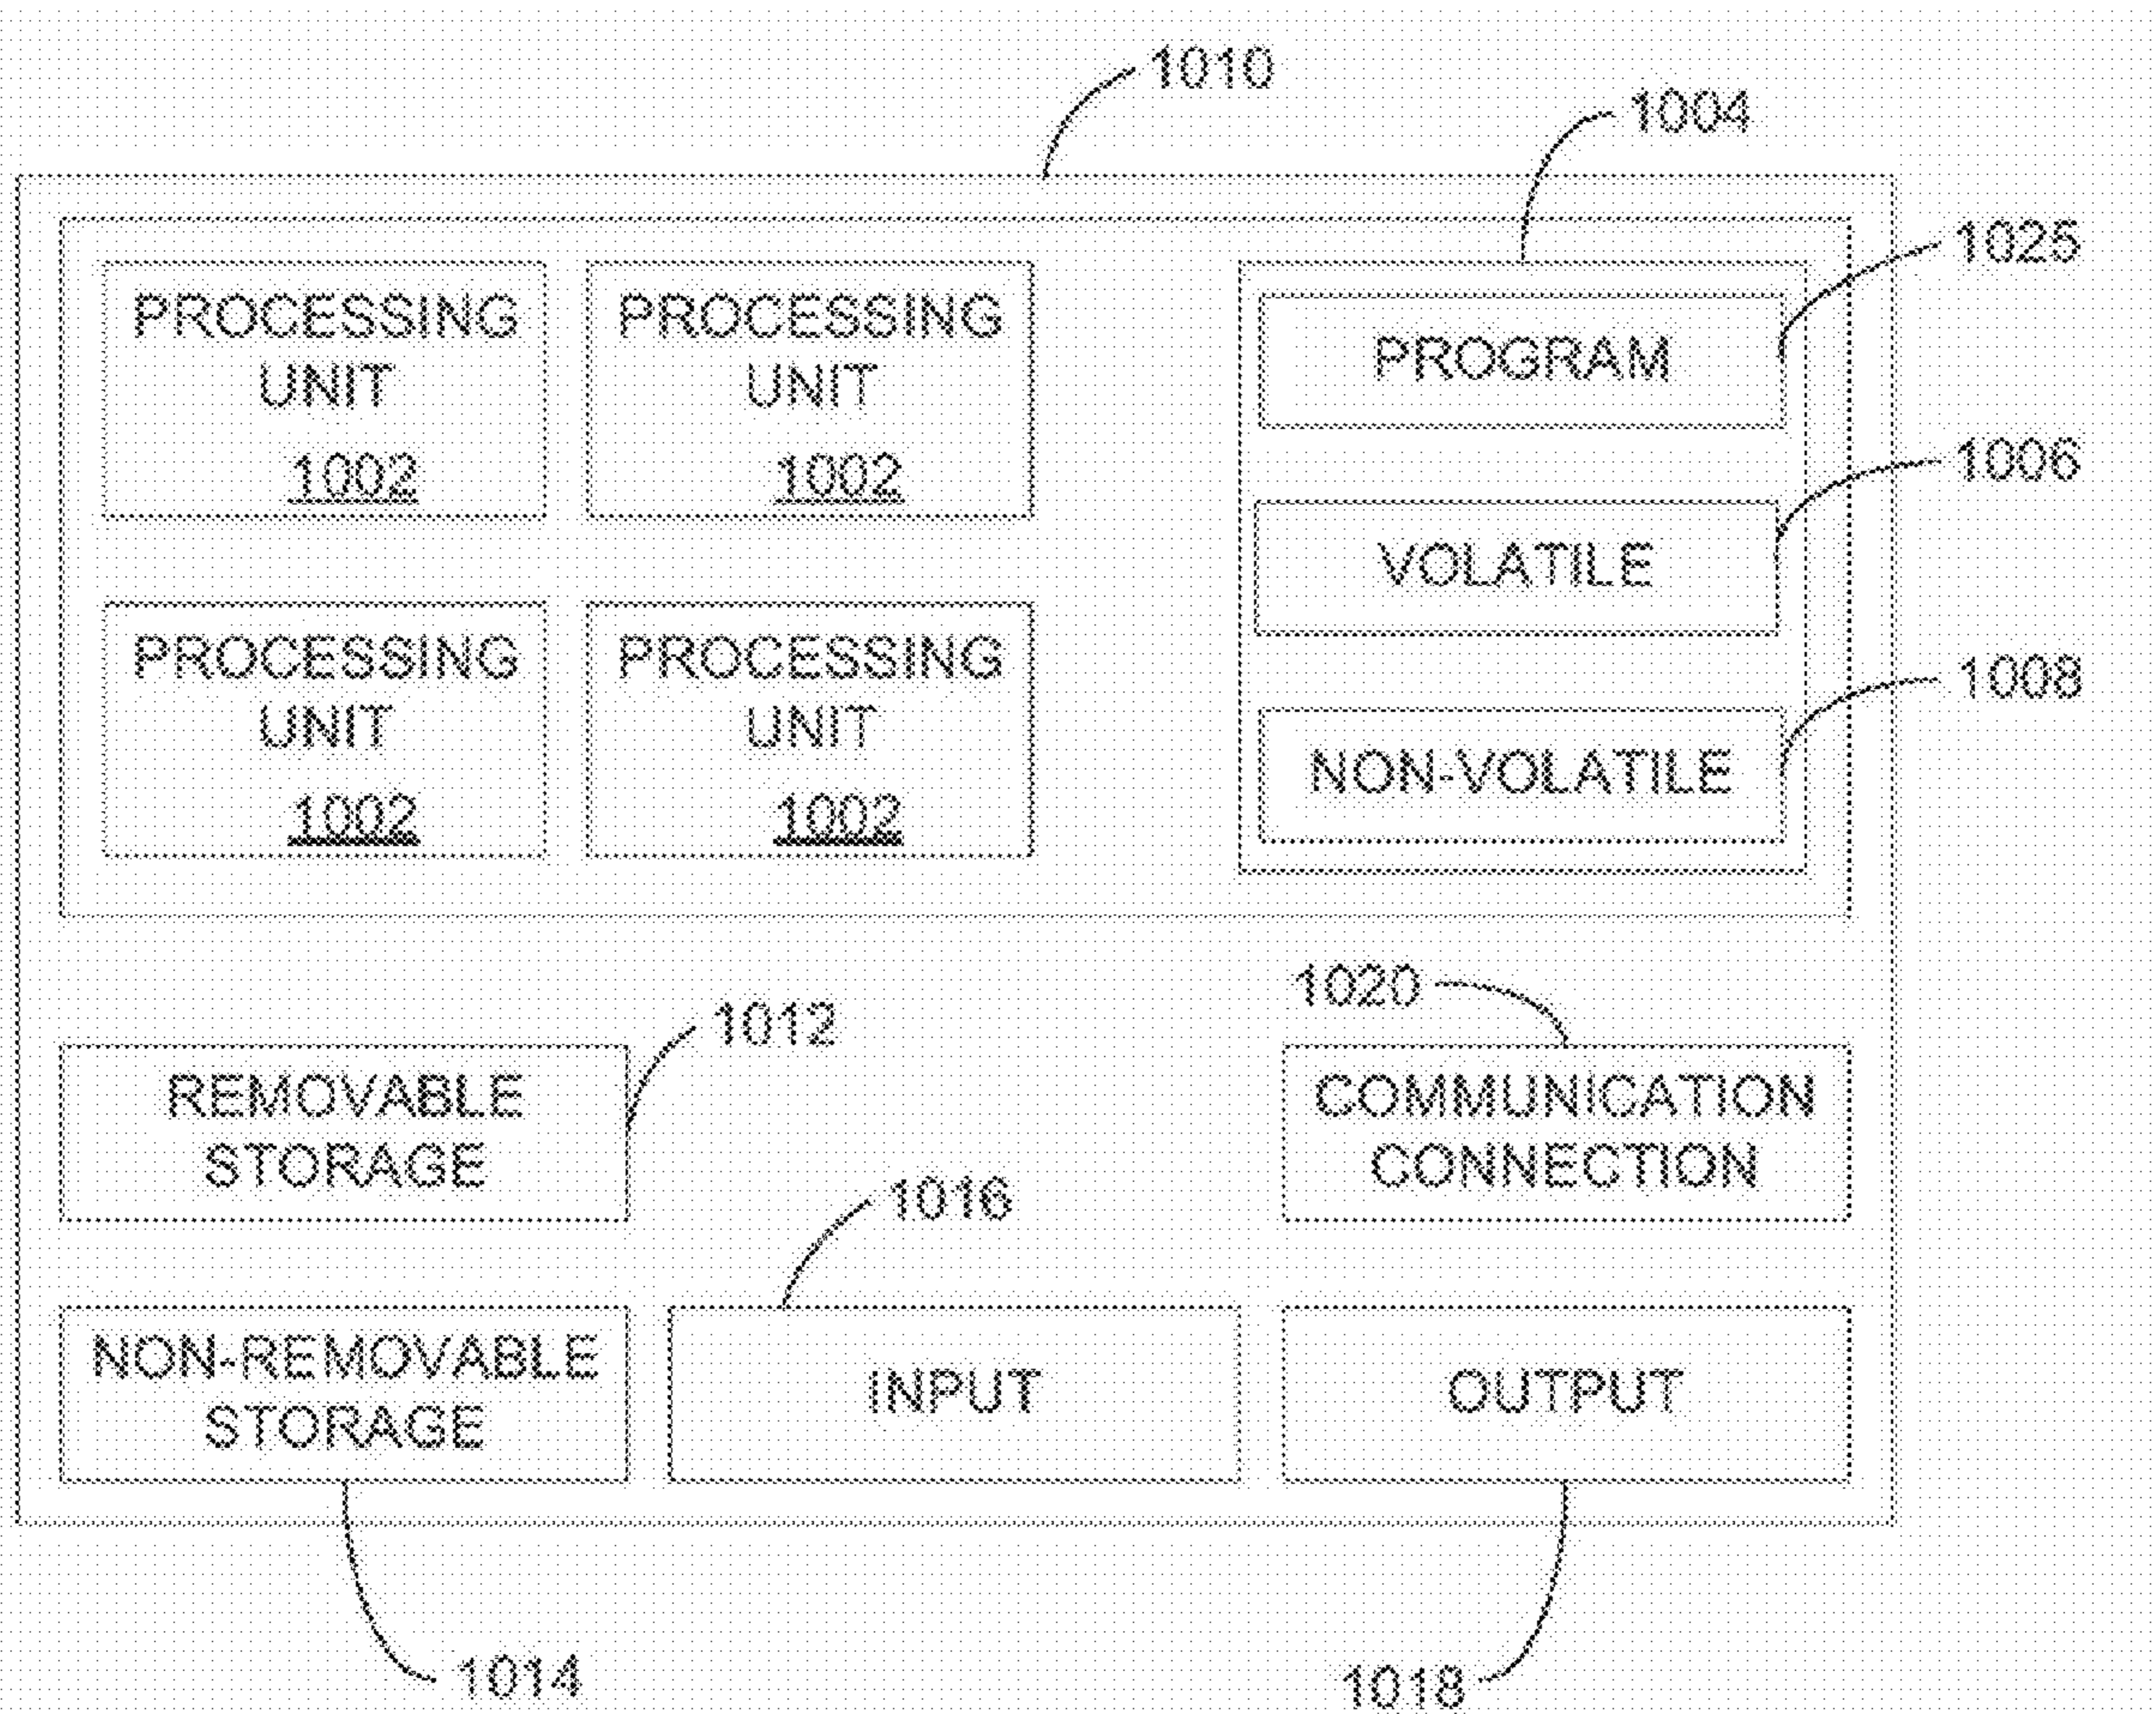 1010
1004
1025
PROCESSING
UNIT
1002
PROCESSING
UNIT
1002
PROGRAM
1006
VOLATILE
PROCESSING
UNIT
1002
PROCESSING
UNIT
1002
1008
NON-VOLATILE
1012
1020
REMOVABLE
STORAGE
COMMUNICATION
CONNECTION
1016
NON-REMOVABLE
STORAGE
INPUT
OUTPUT
1014
1018